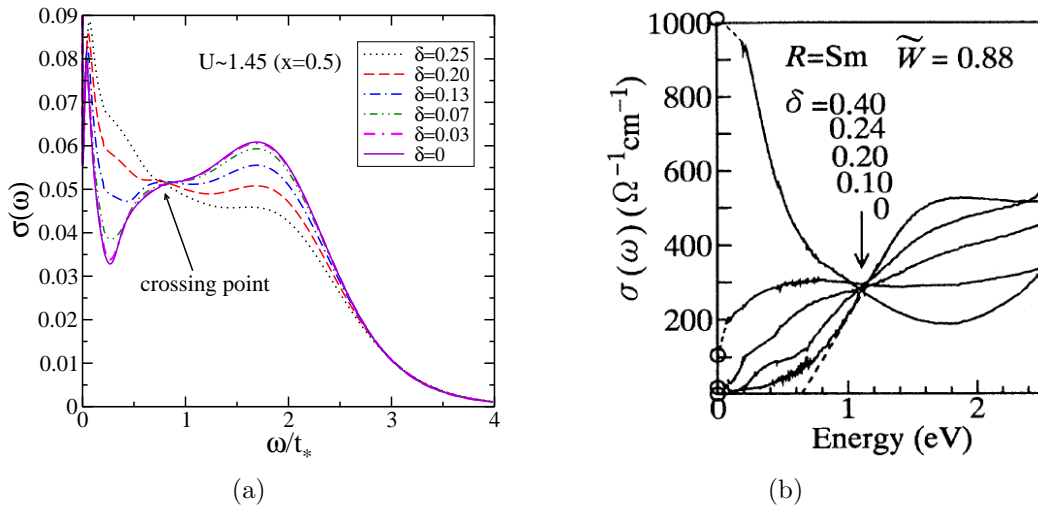 0.09
0.08
0.07
0.06
0.05
0.04
0.03
0.02
0.01
0
σ(ω)
U~1.45 (x=0.5)
δ=0.25
δ=0.20
δ=0.13
δ=0.07
δ=0.03
δ=0
crossing point
0 1 2 3 4
ω/t*
(a)
1000
800
600
400
200
σ(ω)(Ω⁻¹cm⁻¹)
R=Sm W̃ = 0.88
δ =0.40
0.24
0.20
0.10
0
0 1 2
Energy (eV)
(b)